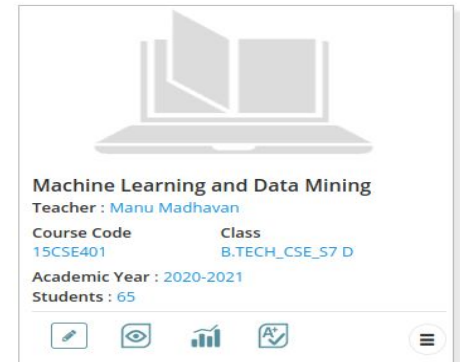 Machine Learning and Data Mining
Teacher : Manu Madhavan
Course Code Class
15CSE401 B.TECH_CSE_S7 D
Academic Year : 2020-2021
Students : 65
A+